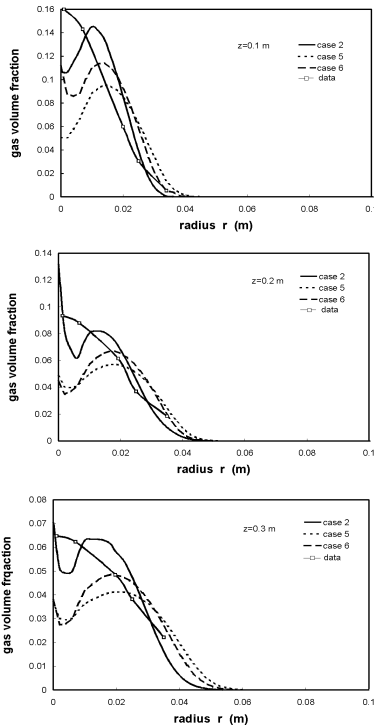 0.16
0.14
0.12
0.1
0.08
0.06
0.04
0.02
0
gas volume fraction
z=0.1 m
case 2
case 5
case 6
data
0 0.02 0.04 0.06 0.08 0.1
radius r (m)
0.14
0.12
0.1
0.08
0.06
0.04
0.02
0
gas volume fraction
z=0.2 m
case 2
case 5
case 6
data
0 0.02 0.04 0.06 0.08 0.1
radius r (m)
0.08
0.07
0.06
0.05
0.04
0.03
0.02
0.01
0
gas volume frqaction
z=0.3 m
case 2
case 5
case 6
data
0 0.02 0.04 0.06 0.08 0.1
radius r (m)